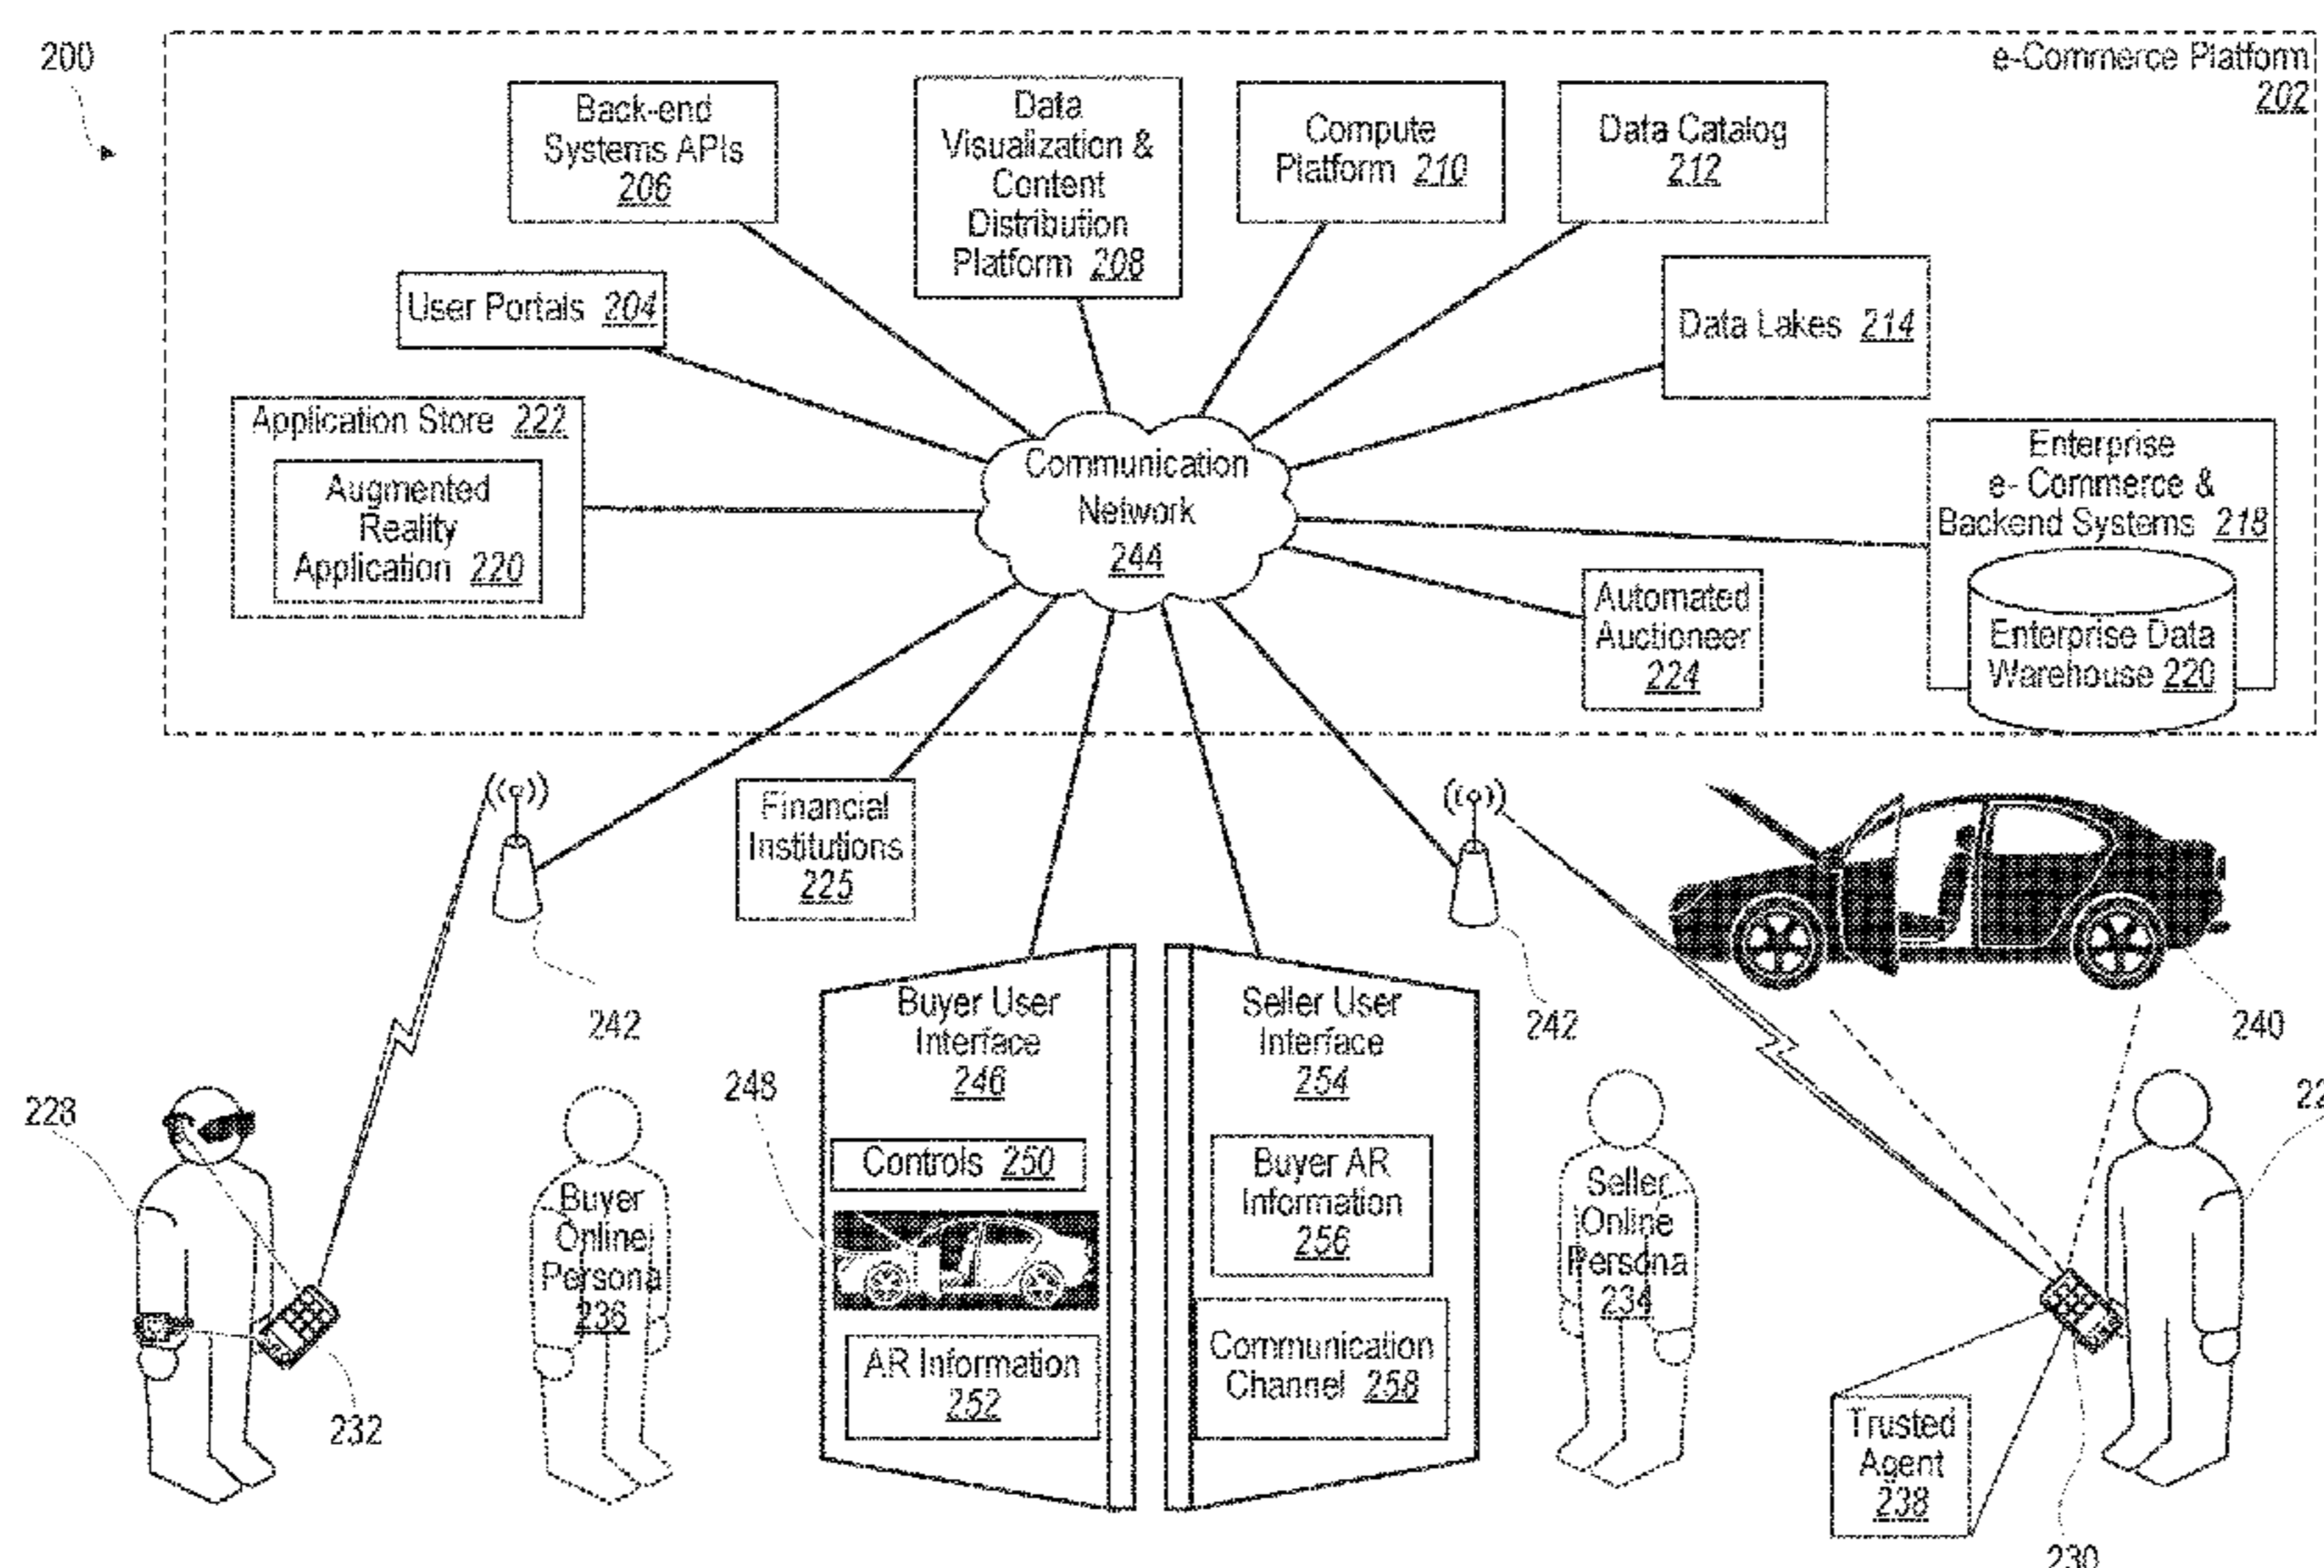 200
e-Commerce Platform
202
Back-end
Systems APIs
206
Data
Visualization &
Content
Distribution
Platform 208
Compute
Platform 210
Data Catalog
212
User Portals 204
Data Lakes 214
Application Store 222
Augmented
Reality
Application 220
Communication
Network
244
Enterprise
e- Commerce &
Backend Systems 218
Enterprise Data
Warehouse 220
Automated
Auctioneer
224
Financial
Institutions
225
242
242
240
Buyer User
Interface
246
Seller User
Interface
254
248
228
Controls 250
Buyer AR
Information
256
Buyer
Online
Persona
236
Seller
Online
Persona
234
AR Information
252
Communication
Channel 258
232
Trusted
Agent
238
230